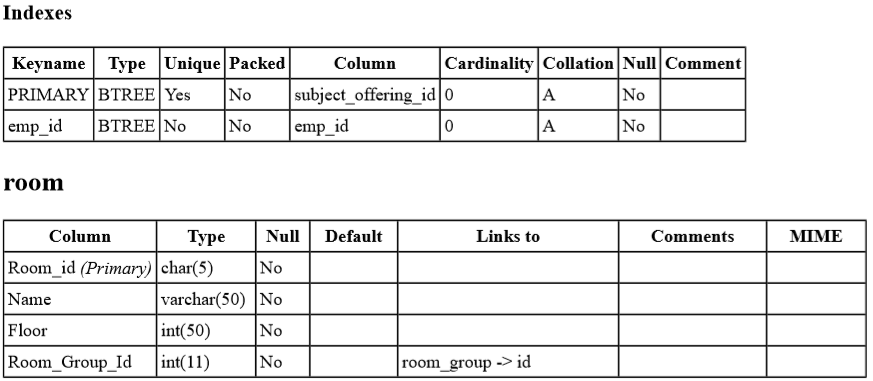 Indexes
Keyname Type Unique Packed Column Cardinality Collation Null Comment
PRIMARY BTREE Yes No subject_offering_id 0 A No
emp_id BTREE No No emp_id 0 A No
room
Column Type Null Default Links to Comments MIME
Room_id (Primary) char(5) No
Name varchar(50) No
Floor int(50) No
Room_Group_Id int(11) No room_group -> id